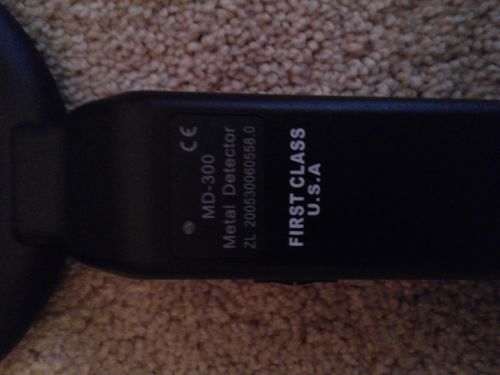 CE
MD-300
Metal Detector
ZL 200530060558.0
FIRST CLASS
U.S.A